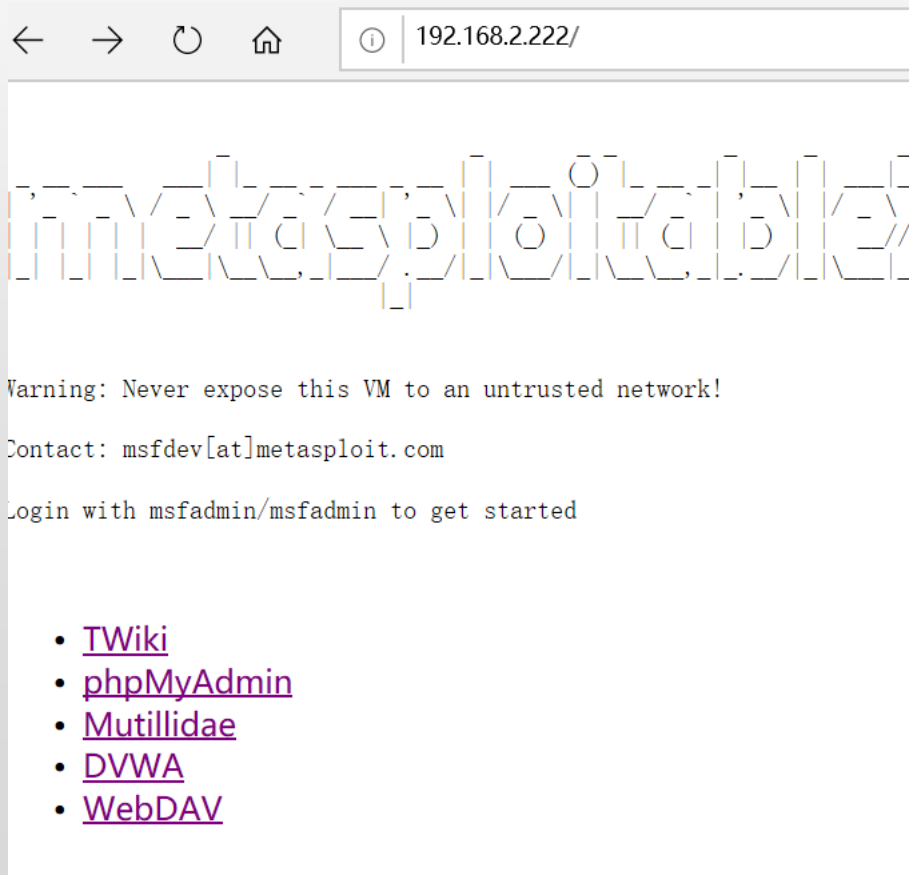 192.168.2.222/
metasploitable
Warning: Never expose this VM to an untrusted network!
Contact: msfdev[at]metasploit.com
Login with msfadmin/msfadmin to get started
TWiki
phpMyAdmin
Mutillidae
DVWA
WebDAV